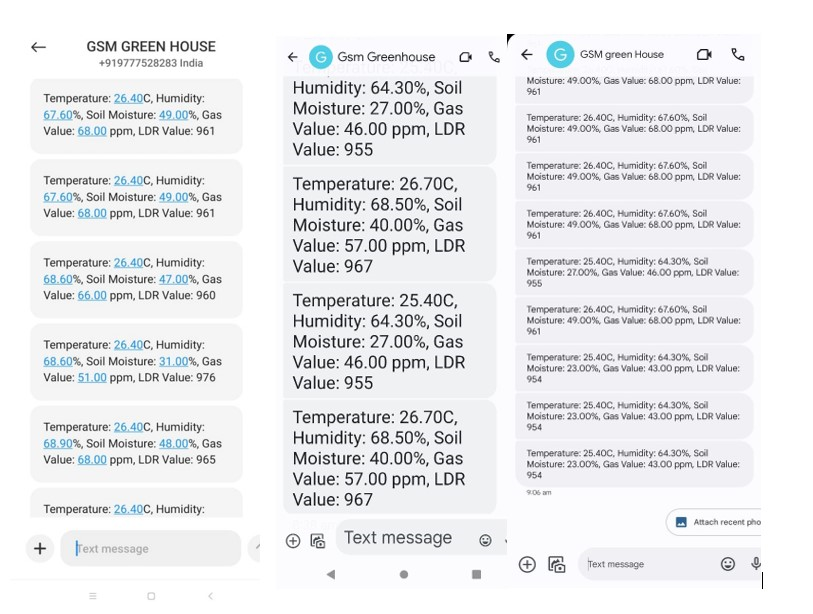 GSM GREEN HOUSE
+919777528283 India
Temperature: 26.40C, Humidity:
67.60%, Soil Moisture: 49.00%, Gas
Value: 68.00 ppm, LDR Value: 961
Temperature: 26.40C, Humidity:
67.60%, Soil Moisture: 49.00%, Gas
Value: 68.00 ppm, LDR Value: 961
Temperature: 26.40C, Humidity:
68.60%, Soil Moisture: 47.00%, Gas
Value: 66.00 ppm, LDR Value: 960
Temperature: 26.40C, Humidity:
68.60%, Soil Moisture: 31.00%, Gas
Value: 51.00 ppm, LDR Value: 976
Temperature: 26.40C, Humidity:
68.90%, Soil Moisture: 48.00%, Gas
Value: 68.00 ppm, LDR Value: 965
Temperature: 26.40C, Humidity:
Text message
G
Gsm Greenhouse
Humidity: 64.30%, Soil
Moisture: 27.00%, Gas
Value: 46.00 ppm, LDR
Value: 955
Temperature: 26.70C,
Humidity: 68.50%, Soil
Moisture: 40.00%, Gas
Value: 57.00 ppm, LDR
Value: 967
Temperature: 25.40C,
Humidity: 64.30%, Soil
Moisture: 27.00%, Gas
Value: 46.00 ppm, LDR
Value: 955
Temperature: 26.70C,
Humidity: 68.50%, Soil
Moisture: 40.00%, Gas
Value: 57.00 ppm, LDR
Value: 967
Text message
G
GSM green House
Moisture: 49.00%, Gas Value: 68.00 ppm, LDR Value:
961
Temperature: 26.40C, Humidity: 67.60%, Soil
Moisture: 49.00%, Gas Value: 68.00 ppm, LDR Value:
961
Temperature: 26.40C, Humidity: 67.60%, Soil
Moisture: 49.00%, Gas Value: 68.00 ppm, LDR Value:
961
Temperature: 26.40C, Humidity: 67.60%, Soil
Moisture: 49.00%, Gas Value: 68.00 ppm, LDR Value:
961
Temperature: 25.40C, Humidity: 64.30%, Soil
Moisture: 27.00%, Gas Value: 46.00 ppm, LDR Value:
955
Temperature: 26.40C, Humidity: 67.60%, Soil
Moisture: 49.00%, Gas Value: 68.00 ppm, LDR Value:
961
Temperature: 25.40C, Humidity: 64.30%, Soil
Moisture: 23.00%, Gas Value: 43.00 ppm, LDR Value:
954
Temperature: 25.40C, Humidity: 64.30%, Soil
Moisture: 23.00%, Gas Value: 43.00 ppm, LDR Value:
954
Temperature: 25.40C, Humidity: 64.30%, Soil
Moisture: 23.00%, Gas Value: 43.00 ppm, LDR Value:
954
9:06 am
Attach recent pho
Text message